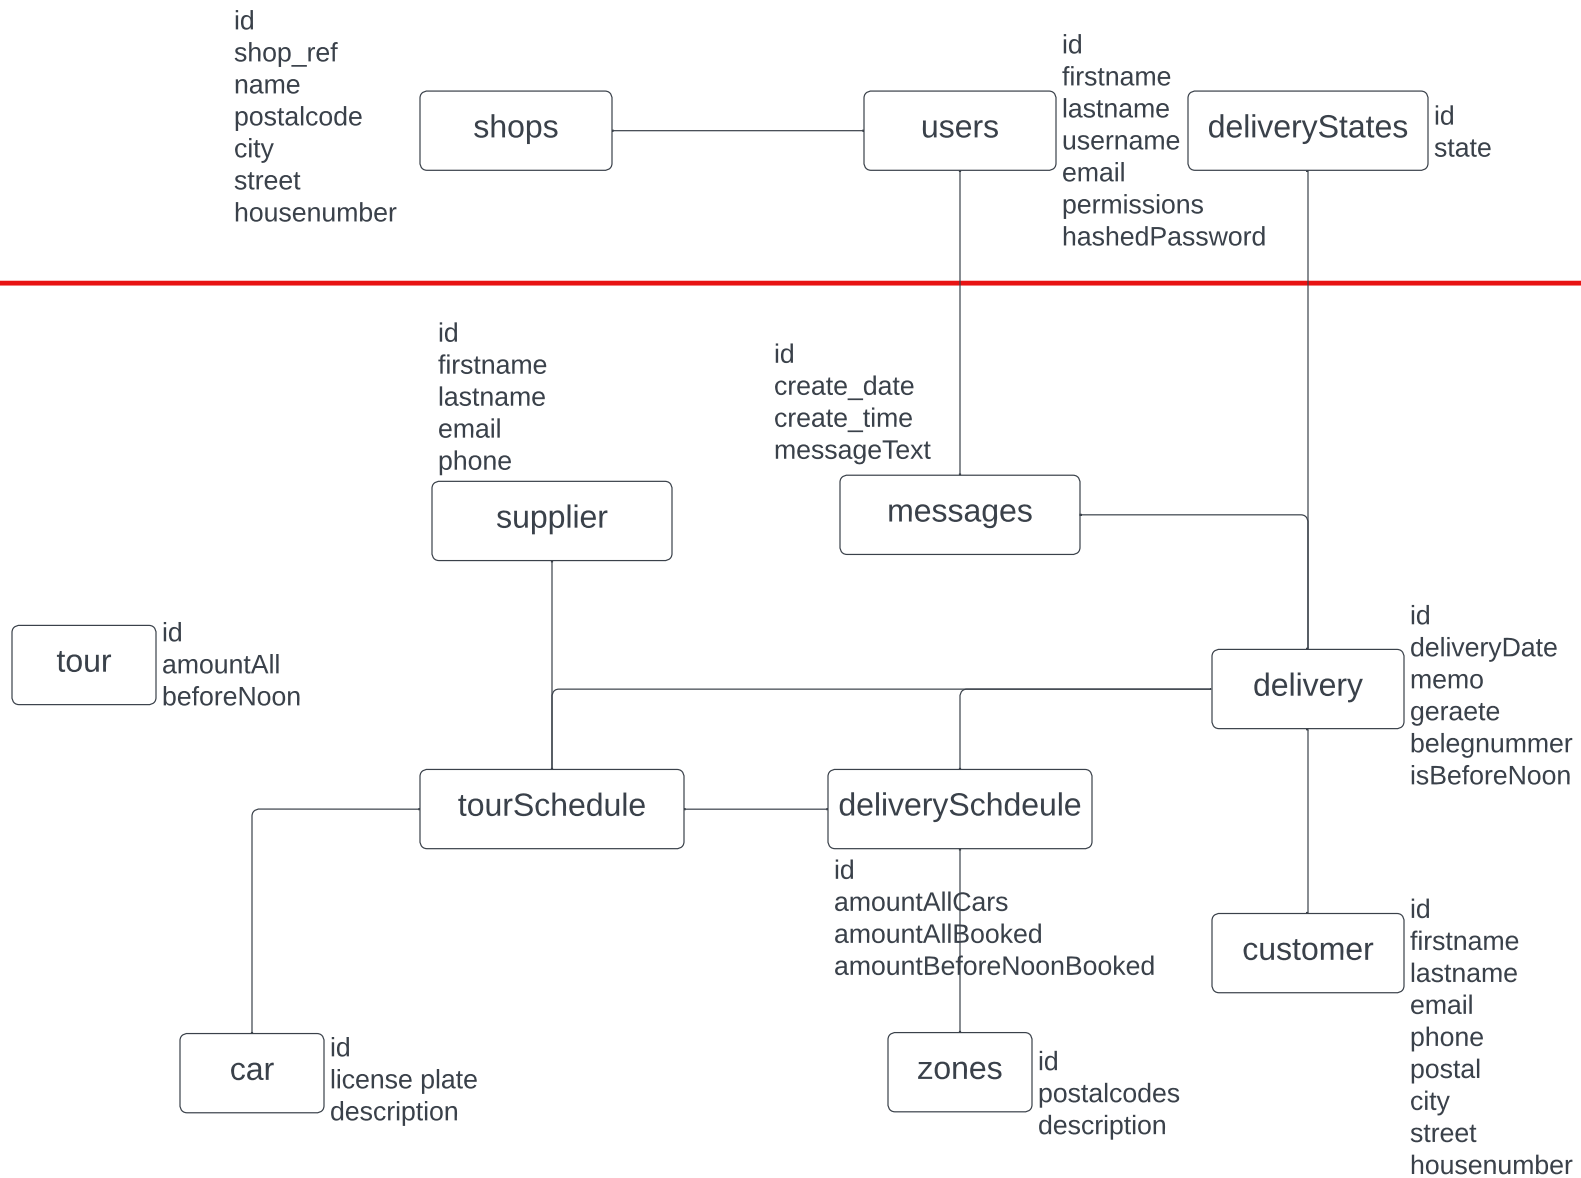 id
shop_ref
name
postalcode
city
street
housenumber
shops
users
id
firstname
lastname
username
email
permissions
hashedPassword
deliveryStates
id
state
id
firstname
lastname
email
phone
supplier
id
create_date
create_time
messageText
messages
tour
id
amountAll
beforeNoon
delivery
id
deliveryDate
memo
geraete
belegnummer
isBeforeNoon
tourSchedule
deliverySchdeule
id
amountAllCars
amountAllBooked
amountBeforeNoonBooked
customer
id
firstname
lastname
email
phone
postal
city
street
housenumber
car
id
license plate
description
zones
id
postalcodes
description